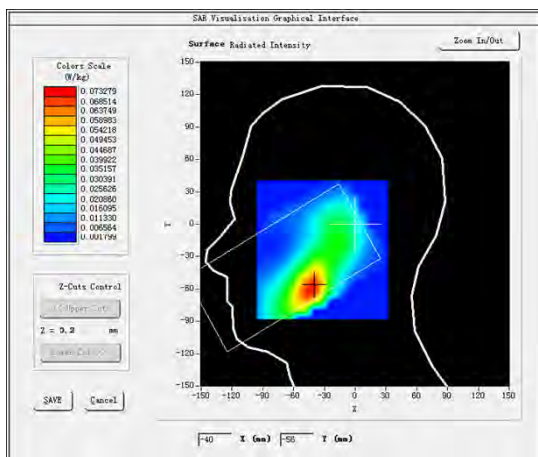 SAR Visualisation Graphical Interface
Surface Radiated Intensity
Zoom In/Out
Colors Scale
(W/kg)
0.073279
0.068514
0.063749
0.058983
0.054218
0.049453
0.044687
0.039922
0.035157
0.030391
0.025626
0.020860
0.016095
0.011330
0.006564
0.001799
150
120
90
60
30
0
-30
-60
-90
-120
-150
Y
-150 -120 -90 -60 -30 0 30 60 90 120 150
X
Z-Cuts Control
Z = 3.2 mm
SAVE Cancel
-40 X (mm) -58 Y (mm)